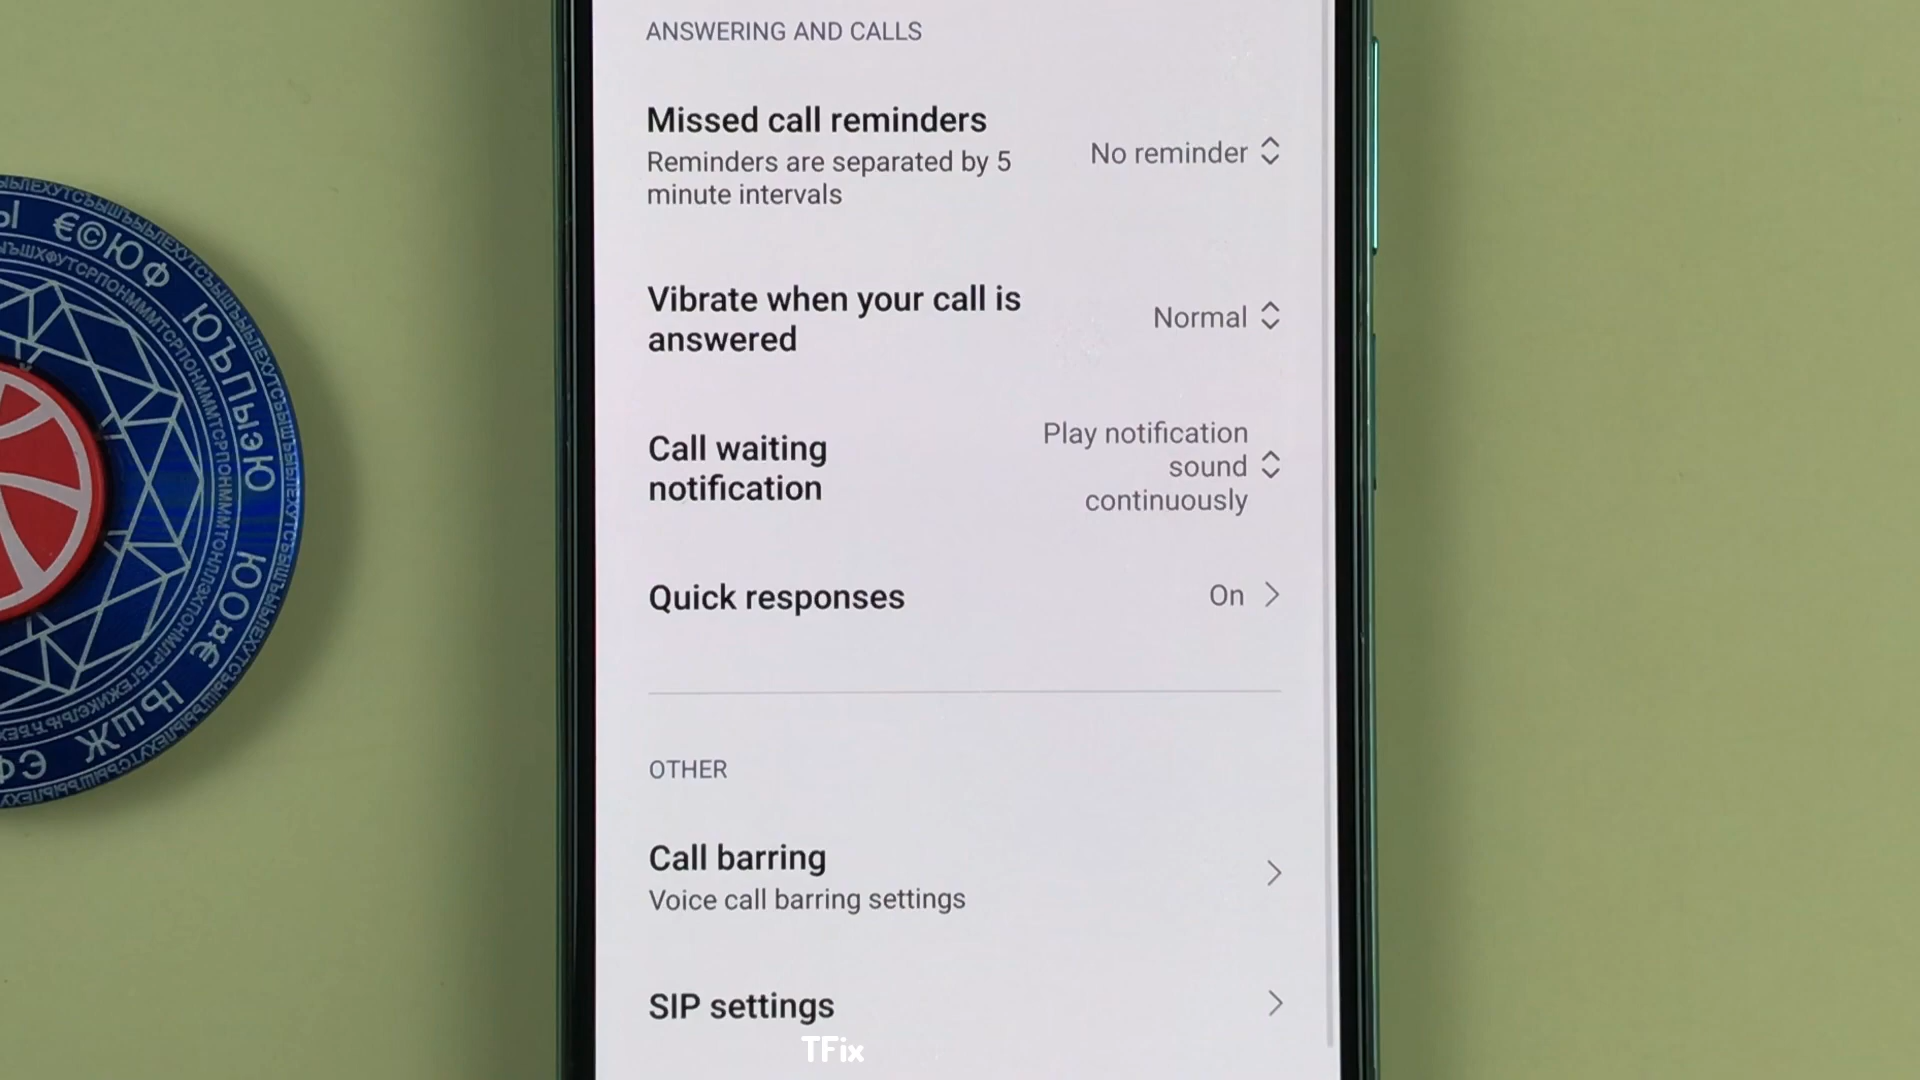 ANSWERING AND CALLS
Missed call reminders
Reminders are separated by 5
minute intervals
No reminder
Vibrate when your call is
answered
Normal
Call waiting
notification
Play notification
sound
continuously
Quick responses
On
OTHER
Call barring
Voice call barring settings
SIP settings
TFix
€©ЮФ ЮЪПЫЭЮ